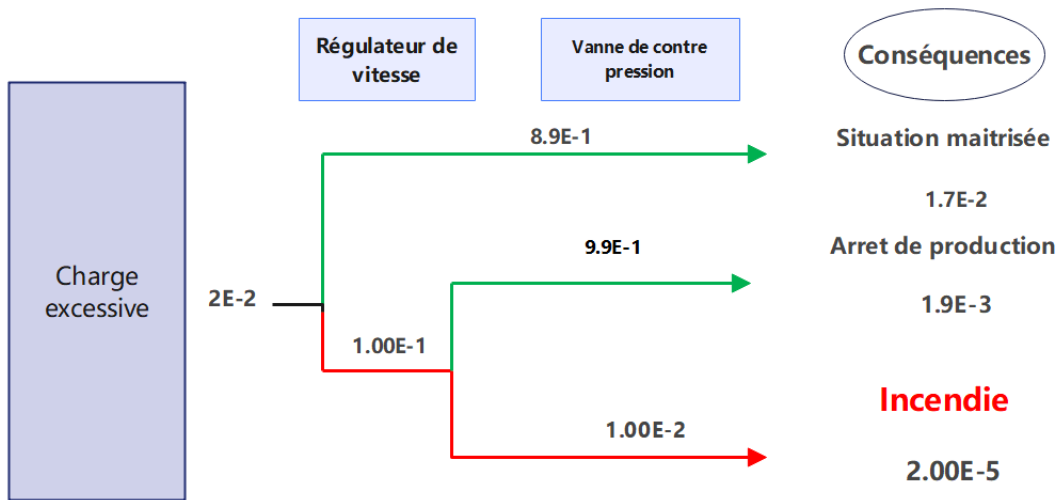 Régulateur de
vitesse
Vanne de contre
pression
Conséquences
8.9E-1
Situation maitrisée
1.7E-2
9.9E-1
Arret de production
Charge
excessive
2E-2
1.9E-3
1.00E-1
Incendie
1.00E-2
2.00E-5